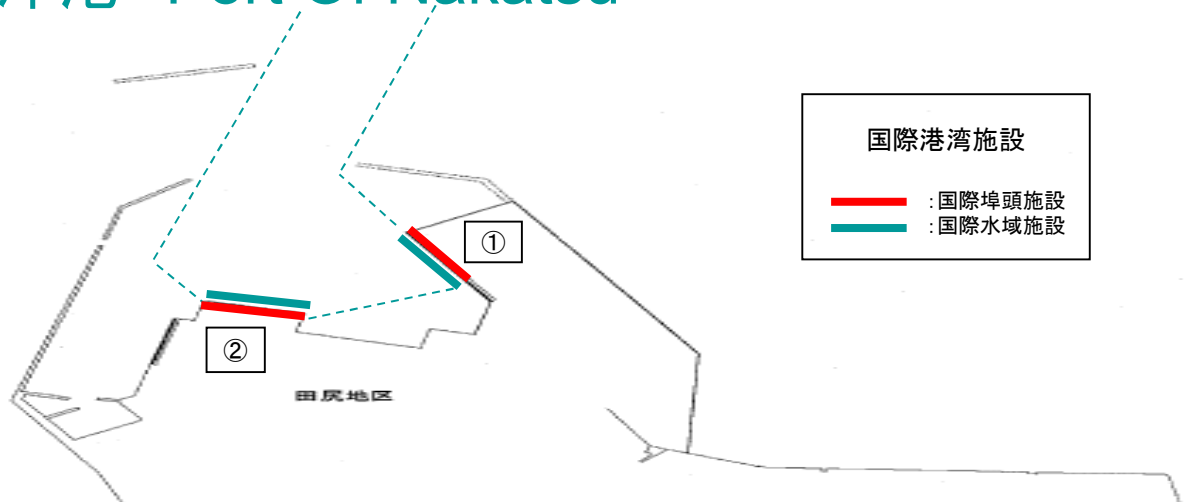 Port Of Nakatsu
国際港湾施設
:国際埠頭施設
:国際水域施設
①
②
田尻地区